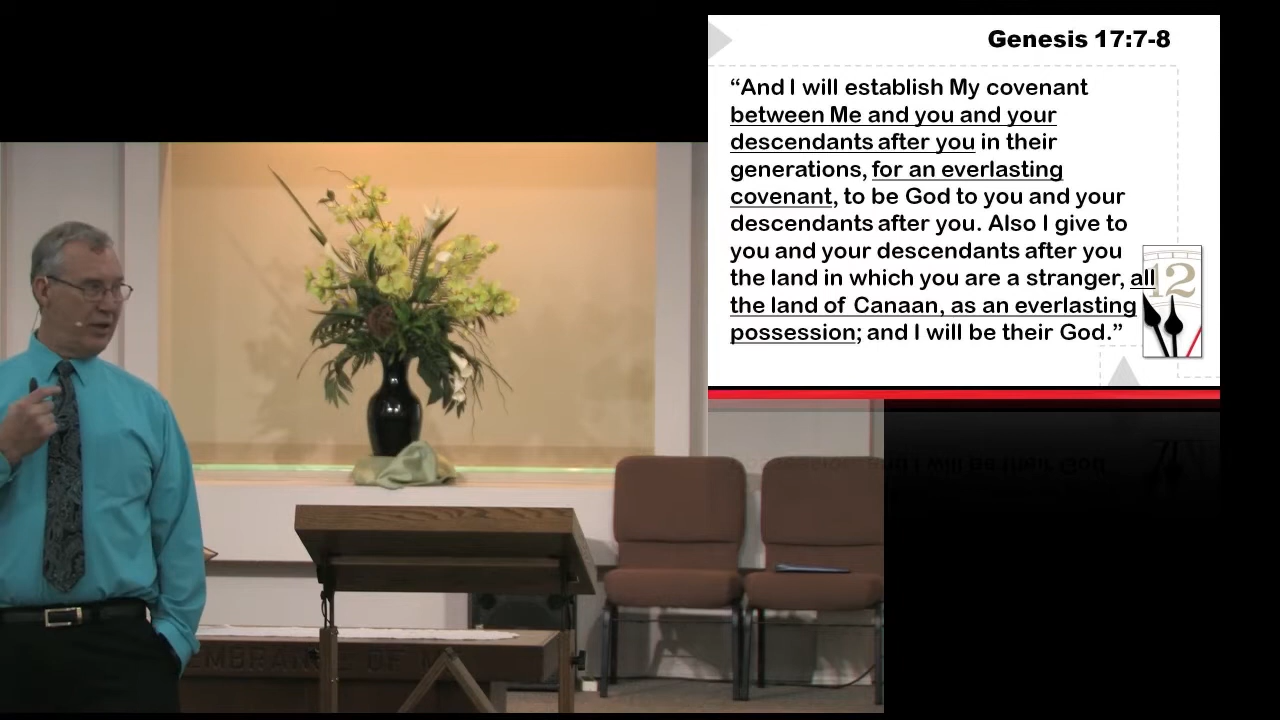 Genesis 17:7-8
“And I will establish My covenant
between Me and you and your
descendants after you in their
generations, for an everlasting
covenant, to be God to you and your
descendants after you. Also I give to
you and your descendants after you
the land in which you are a stranger, all
the land of Canaan, as an everlasting
possession; and I will be their God.”
12
EMBRANCE OF M